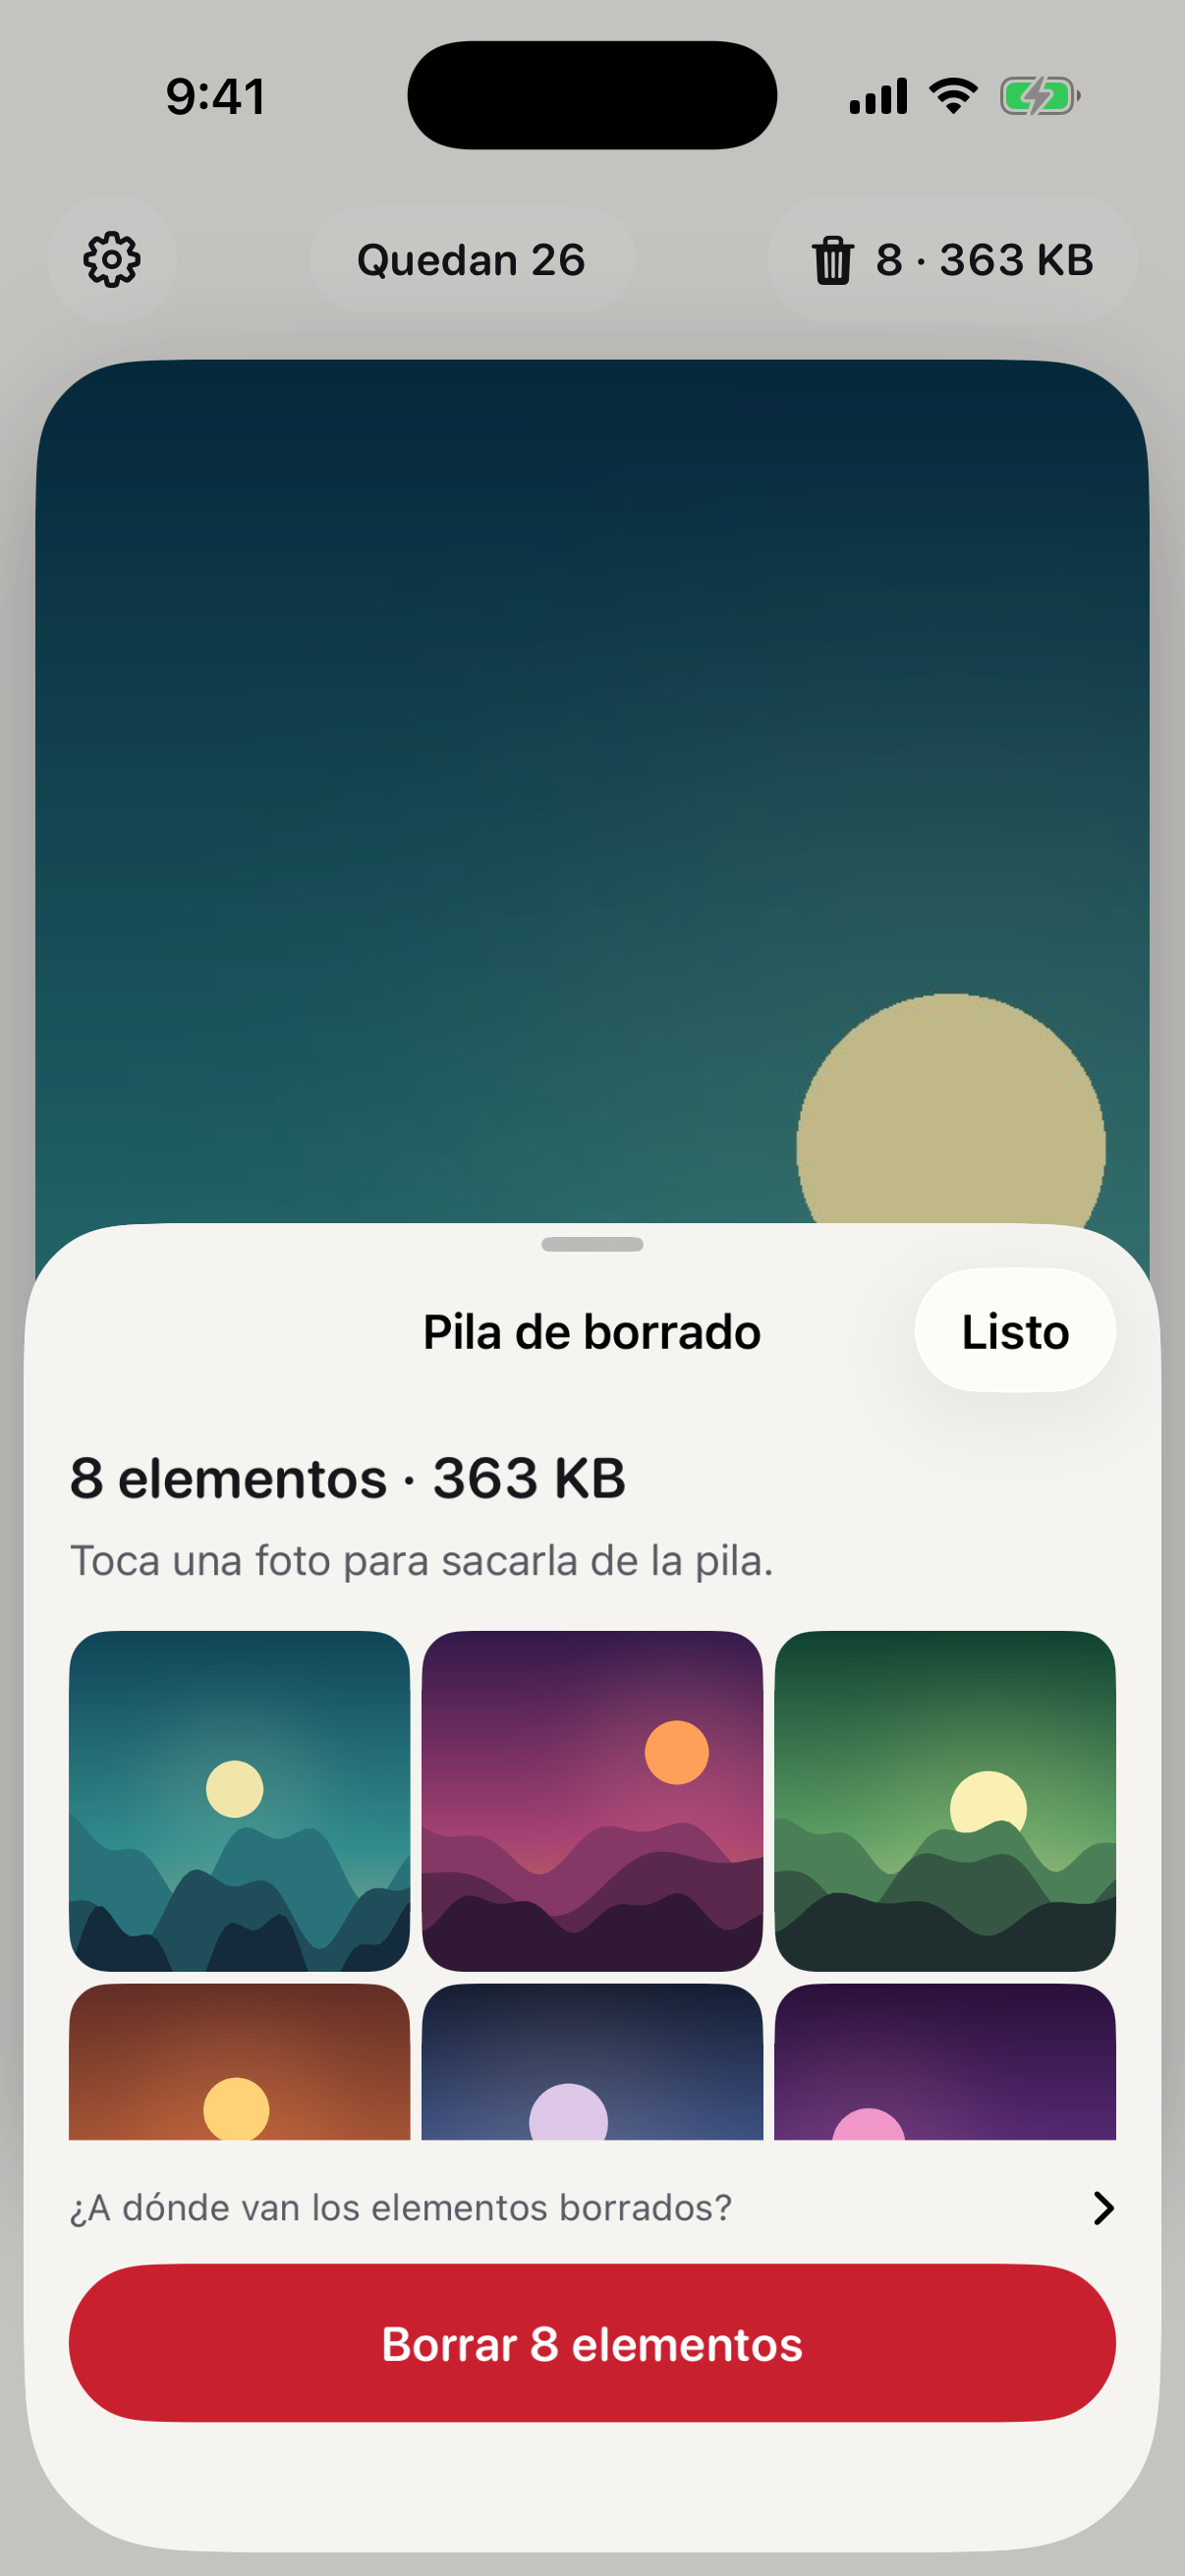 9:41
Quedan 26
8 · 363 KB
Pila de borrado
Listo
8 elementos · 363 KB
Toca una foto para sacarla de la pila.
¿A dónde van los elementos borrados?
Borrar 8 elementos